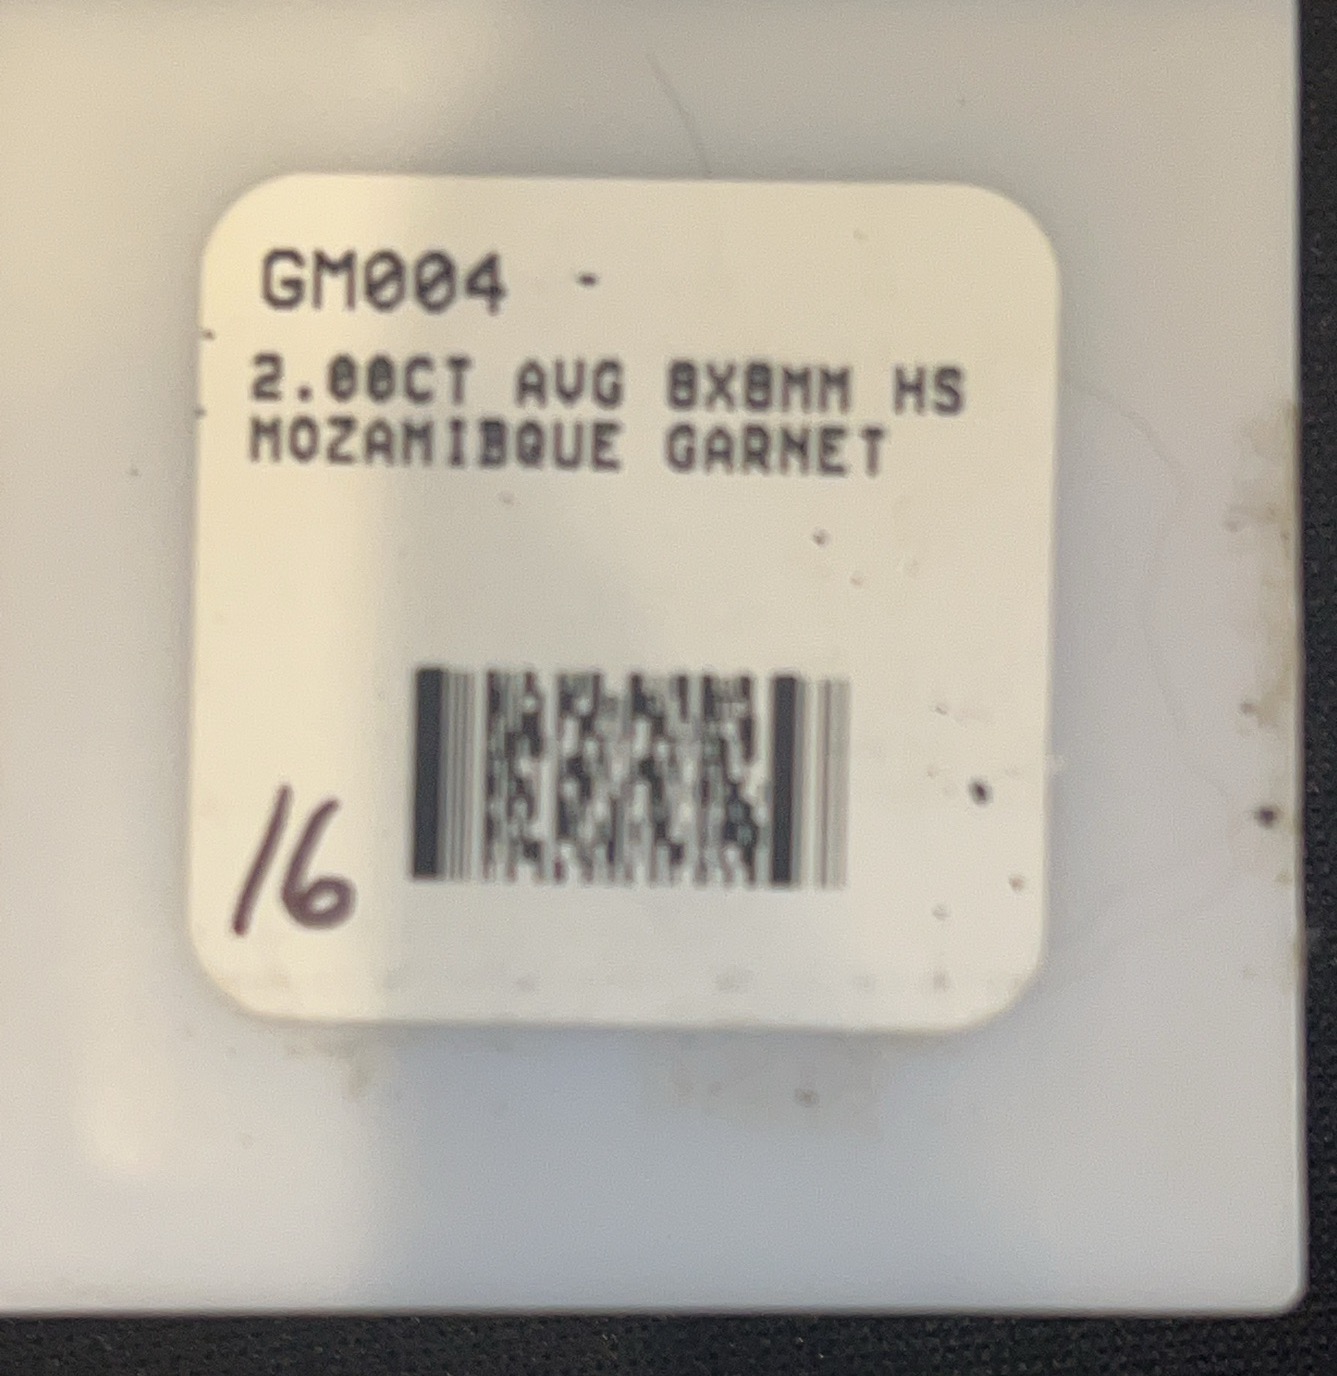 GM004 -
2.00CT AVG 8X8MM HS
MOZAMIBQUE GARNET
16